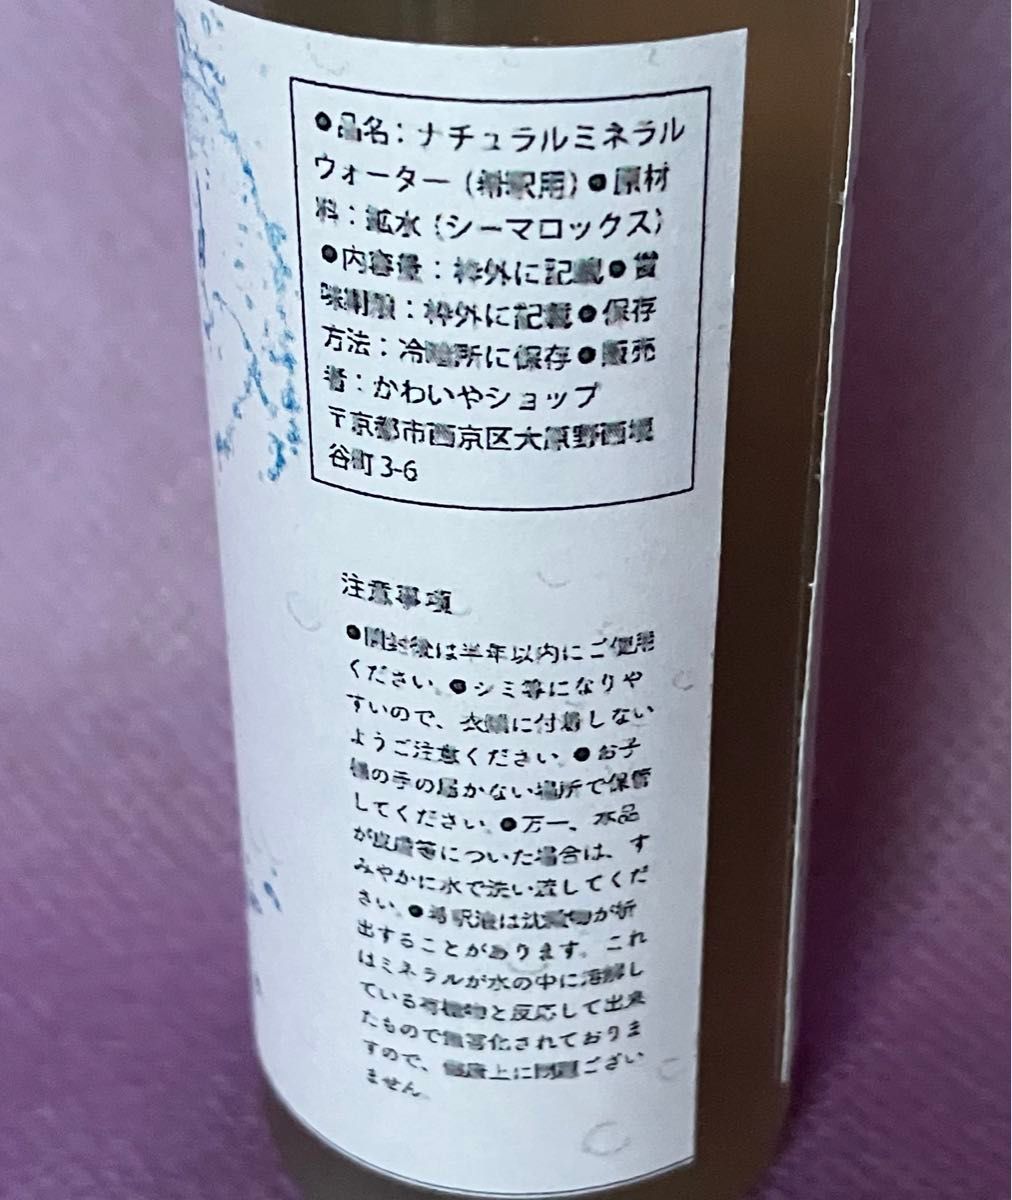 ●品名：ナチュラルミネラル
ウォーター（希釈用）●原材
料：鉱水（シーマロックス）
●内容量：枠外に記載●賞
味期限：枠外に記載●保存
方法：冷暗所に保存●販売
者：かわいやショップ
〒京都市西京区大原野西境
谷町3-6
注意事項
●開封後は半年以内にご使用
ください。●シミ等になりや
すいので、衣類に付着しない
ようご注意ください。●お子
様の手の届かない場所で保管
してください。●万一、本品
が皮膚等についた場合は、す
みやかに水で洗い流してくだ
さい。●希釈液は沈殿物が析
出することがあります。これ
はミネラルが水の中に溶解し
ている有機物と反応して出来
たもので無害化されておりま
すので、健康上に問題ござい
ません。